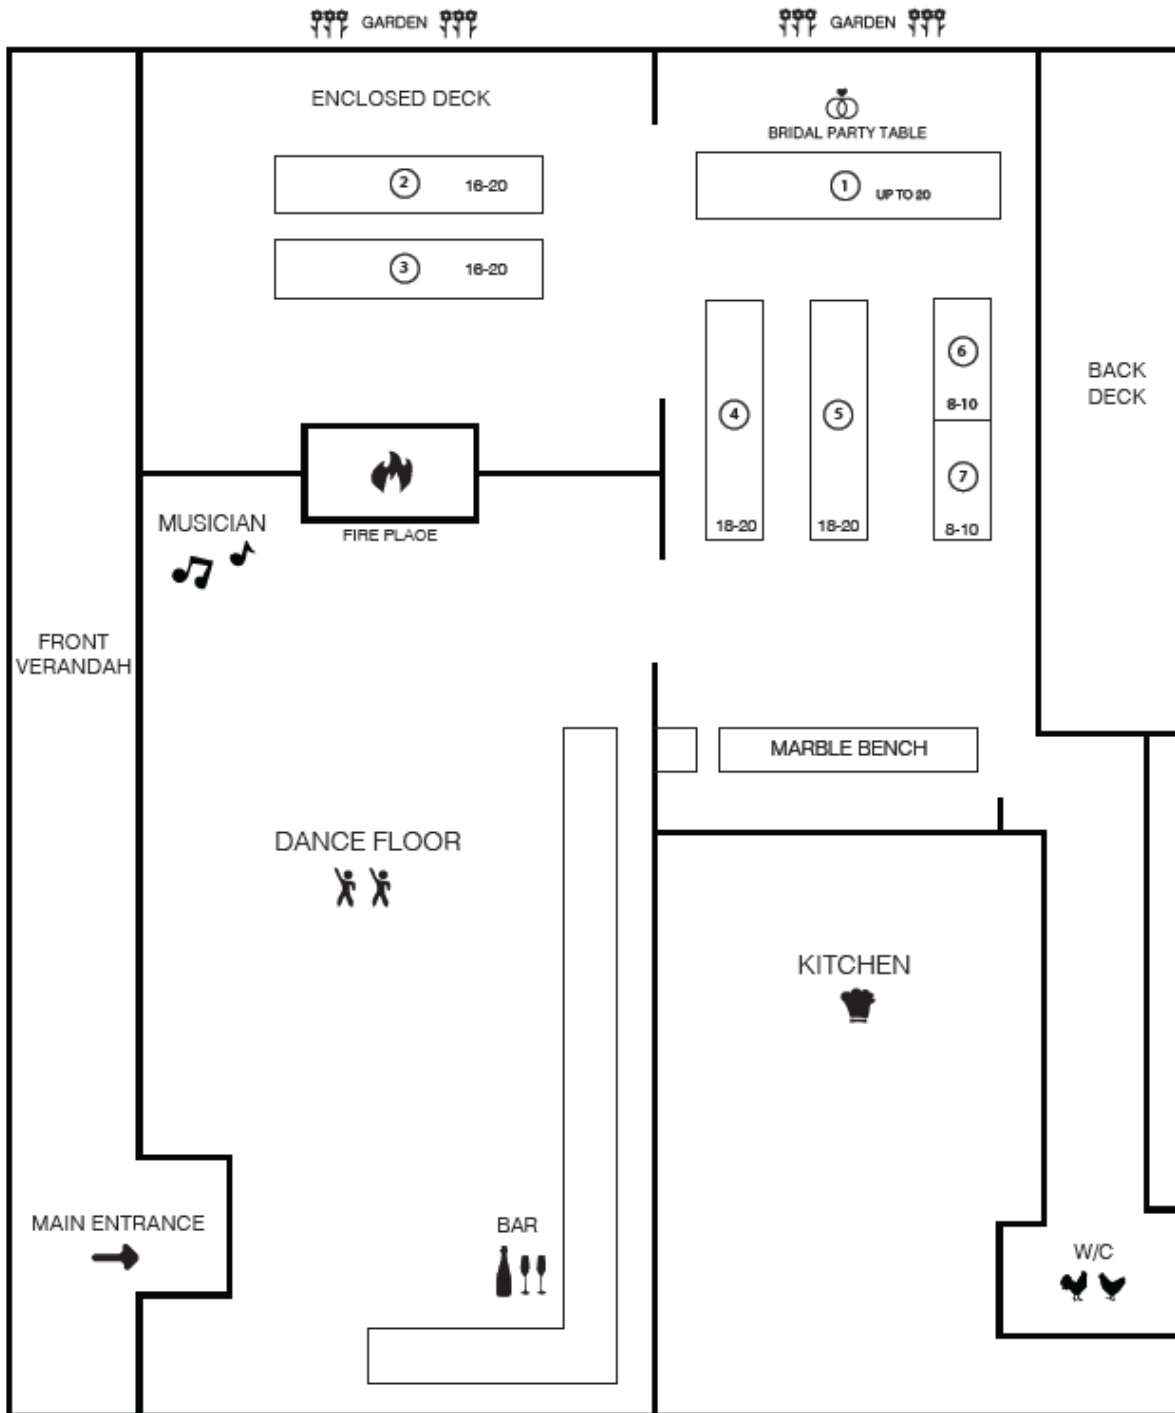 GARDEN
GARDEN
ENCLOSED DECK
BRIDAL PARTY TABLE
2 16-20
1 UP TO 20
3 16-20
6
8-10
BACK
DECK
4
5
7
18-20
18-20
8-10
MUSICIAN
FIRE PLACE
FRONT
VERANDAH
MARBLE BENCH
DANCE FLOOR
KITCHEN
MAIN ENTRANCE
BAR
W/C